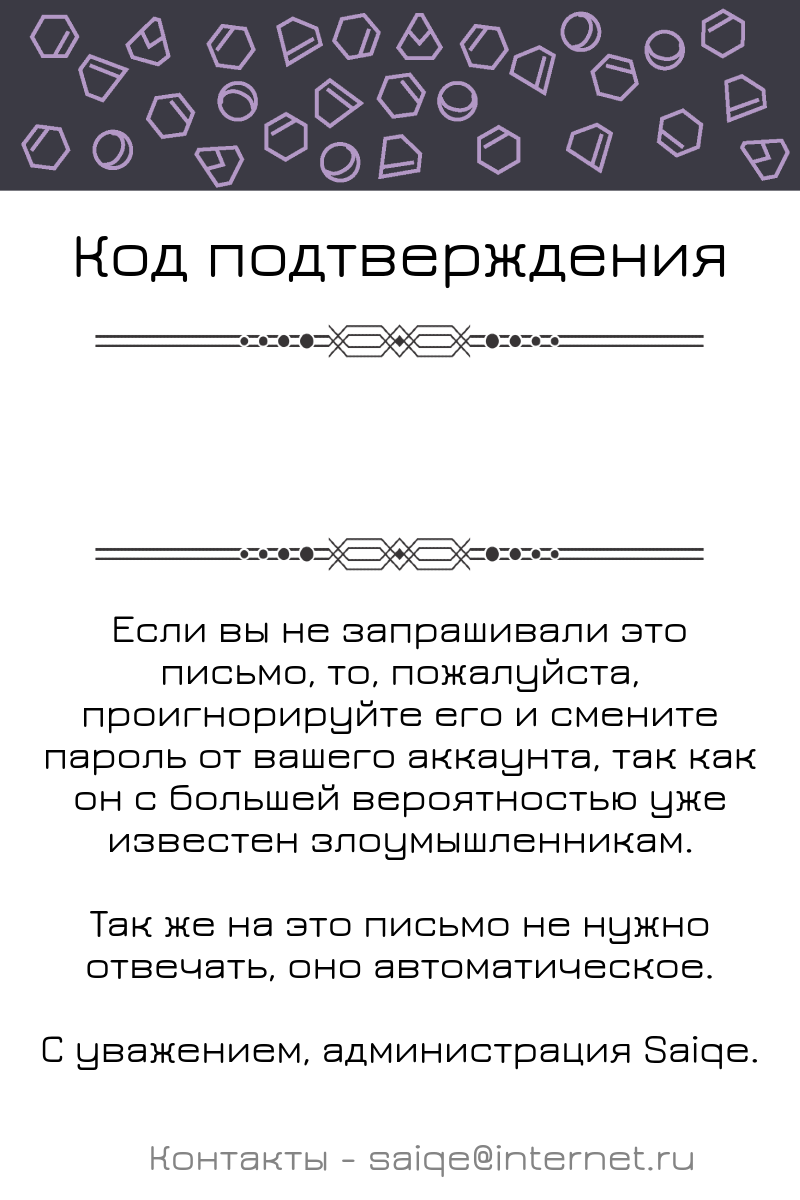 Код подтверждения
Если вы не запрашивали это
письмо, то, пожалуйста,
проигнорируйте его и смените
пароль от вашего аккаунта, так как
он с большей вероятностью уже
известен злоумышленникам.
Так же на это письмо не нужно
отвечать, оно автоматическое.
С уважением, администрация Saiqe.
Контакты - saiqe@internet.ru